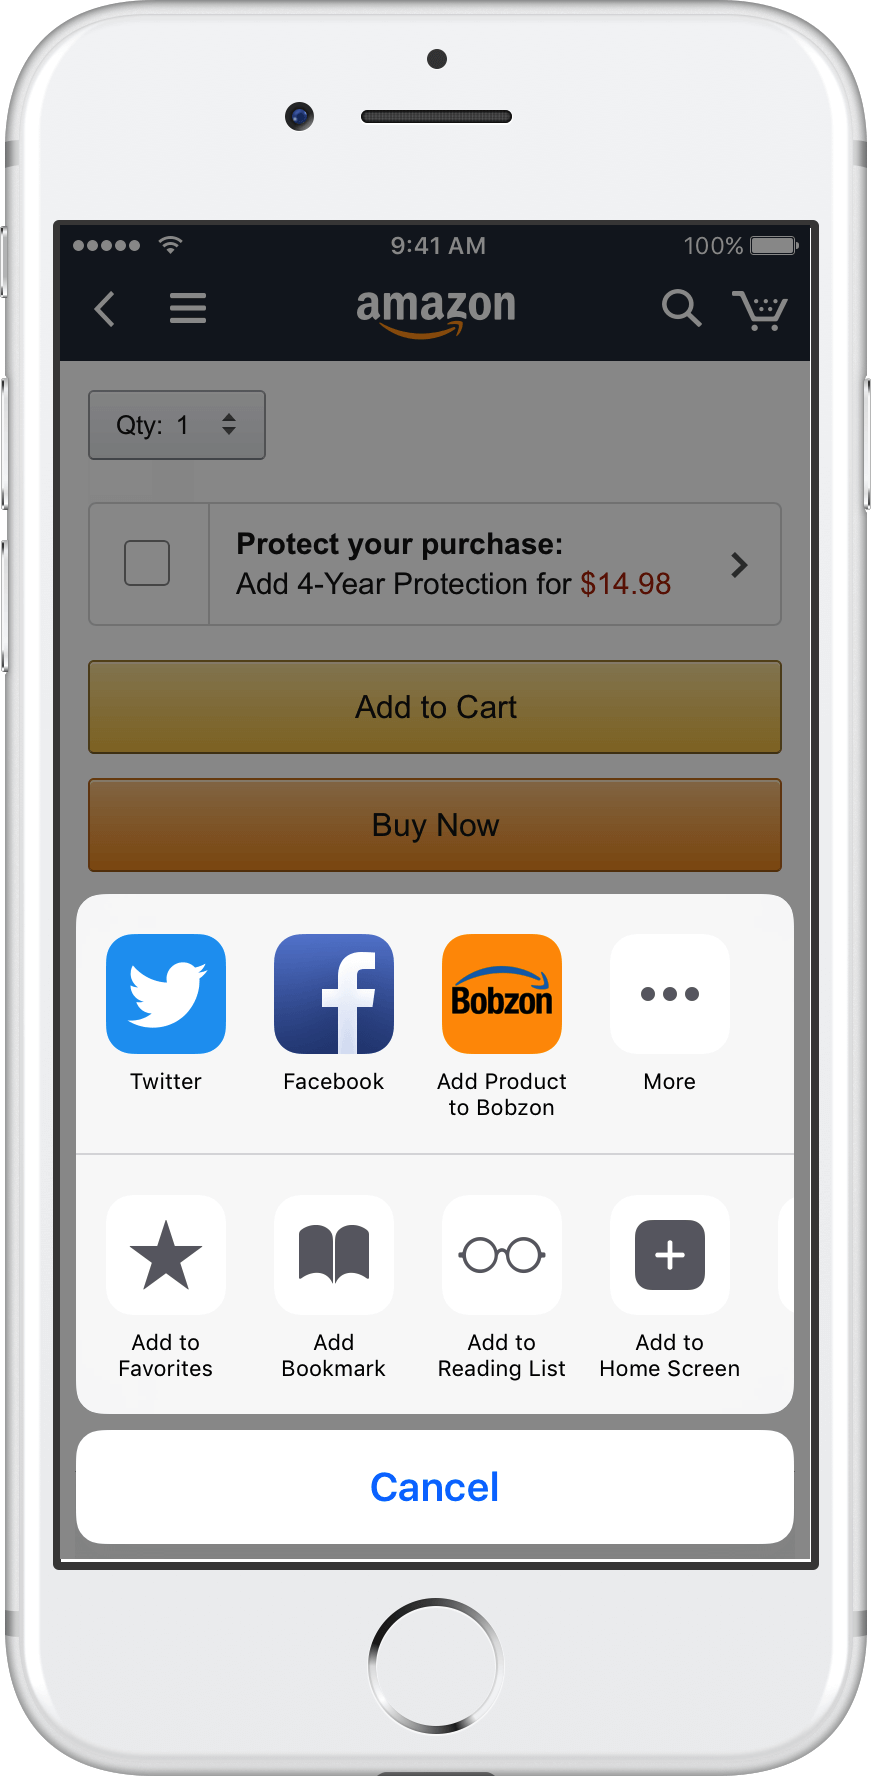 9:41 AM
100%
amazon
Qty: 1
Protect your purchase:
Add 4-Year Protection for $14.98
Add to Cart
Buy Now
Bobzon
Twitter
Facebook
Add Product
to Bobzon
More
Add to
Favorites
Add
Bookmark
Add to
Reading List
Add to
Home Screen
Cancel